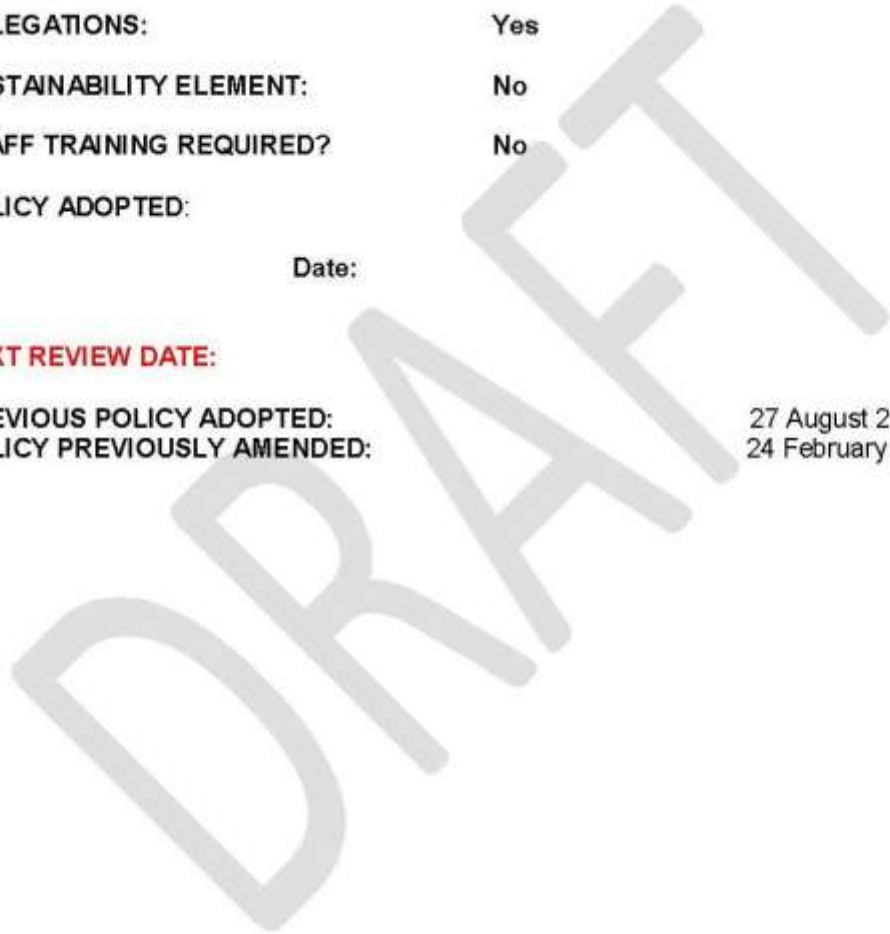 LEGATIONS: Yes
STAINABILITY ELEMENT: No
AFF TRAINING REQUIRED? No
LICY ADOPTED:
Date:
XT REVIEW DATE:
EVIOUS POLICY ADOPTED: 27 August 2
LICY PREVIOUSLY AMENDED: 24 February
DRAFT